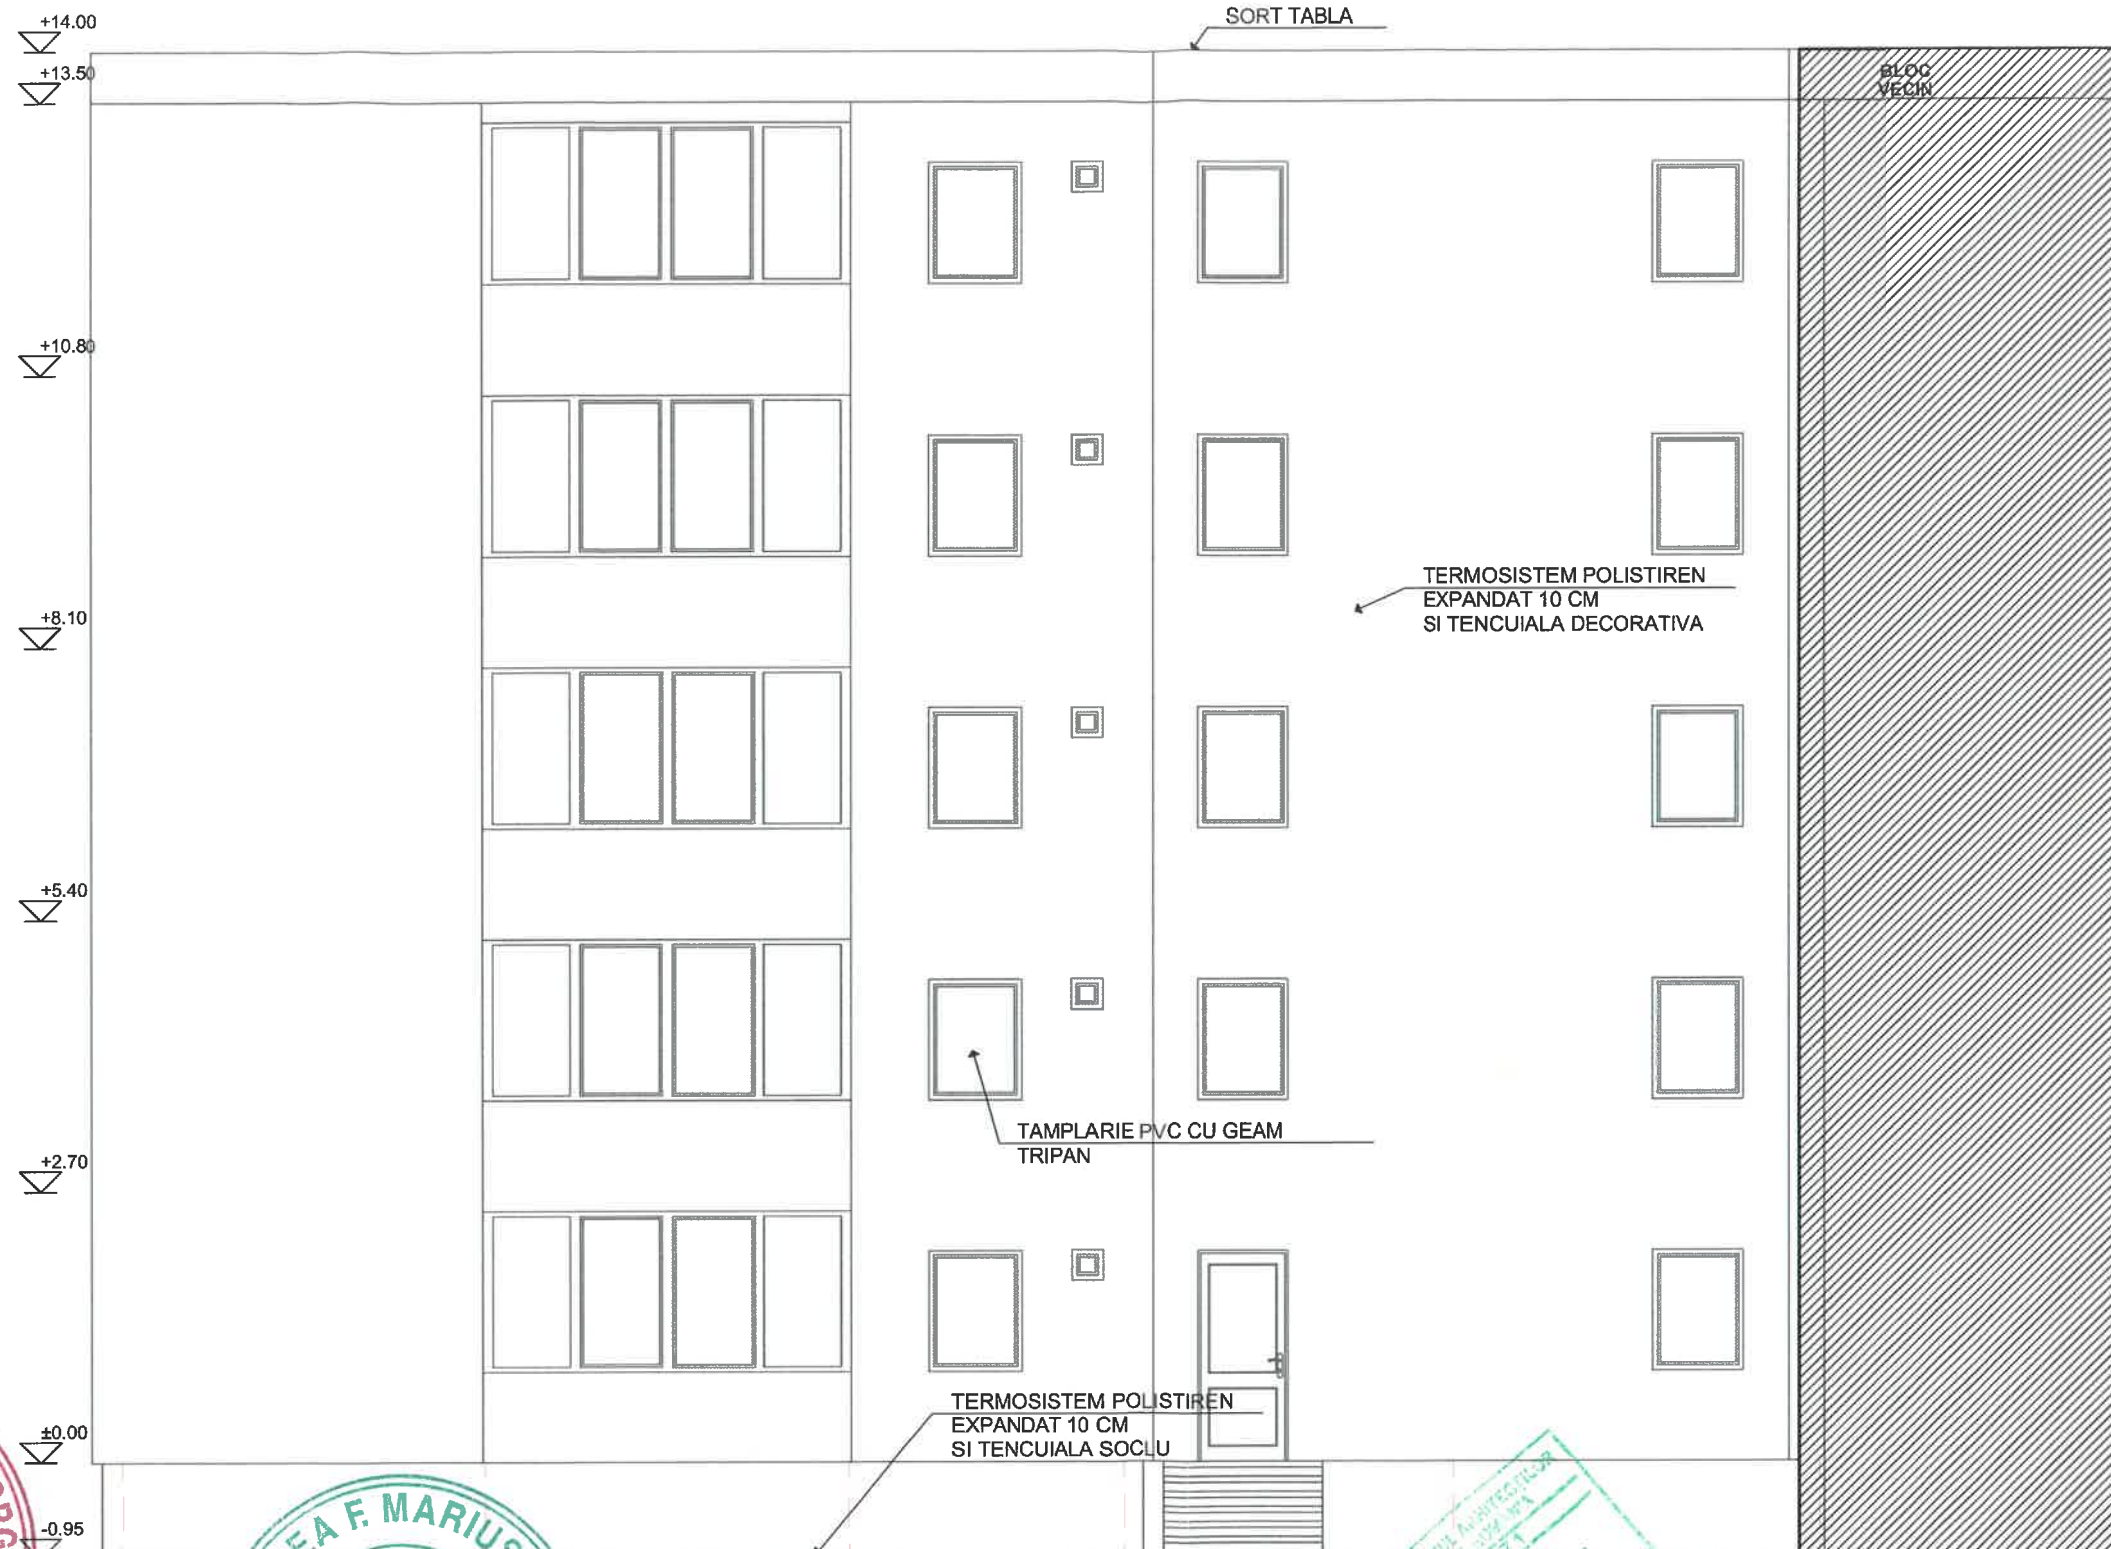 +14.00
SORT TABLA
+13.50
BLOC
VECIN
+10.80
+8.10
TERMOSISTEM POLISTIREN
EXPANDAT 10 CM
SI TENCUIALA DECORATIVA
+5.40
TAMPLARIE PVC CU GEAM
TRIPAN
+2.70
TERMOSISTEM POLISTIREN
EXPANDAT 10 CM
SI TENCUIALA SOCLU
±0.00
-0.95
EA F. MARIUS